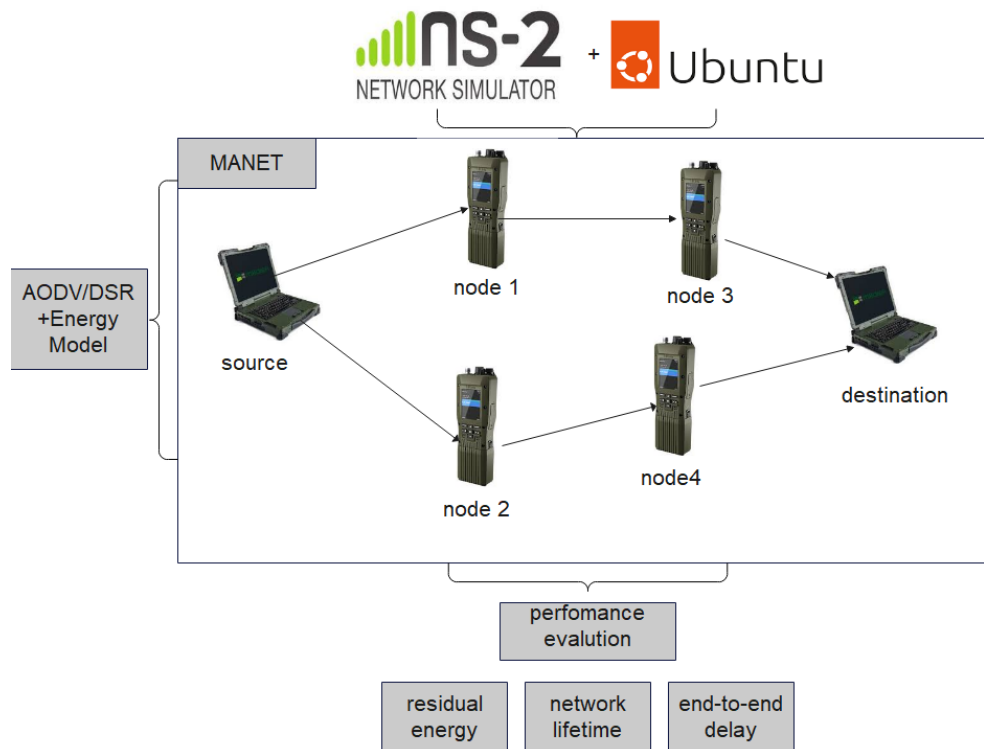 ns-2
NETWORK SIMULATOR
+
Ubuntu
MANET
AODV/DSR
+Energy
Model
source
node 1
node 3
node 2
node4
destination
perfomance
evalution
residual
energy
network
lifetime
end-to-end
delay